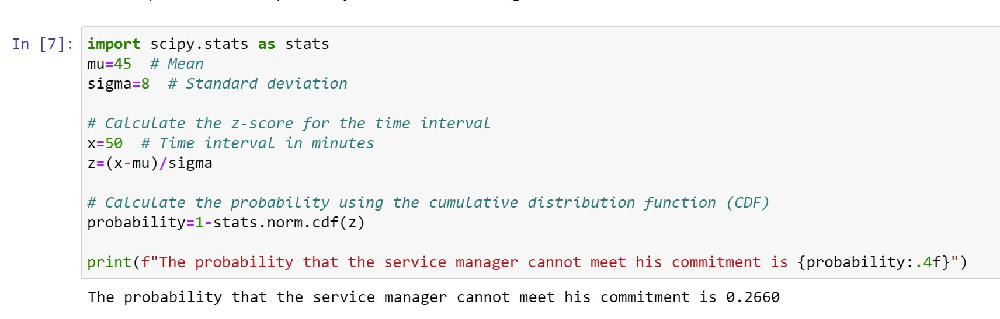 In [7]: import scipy.stats as stats
mu=45  # Mean
sigma=8  # Standard deviation
# Calculate the z-score for the time interval
x=50  # Time interval in minutes
z=(x-mu)/sigma
# Calculate the probability using the cumulative distribution function (CDF)
probability=1-stats.norm.cdf(z)
print(f"The probability that the service manager cannot meet his commitment is {probability:.4f}")
The probability that the service manager cannot meet his commitment is 0.2660